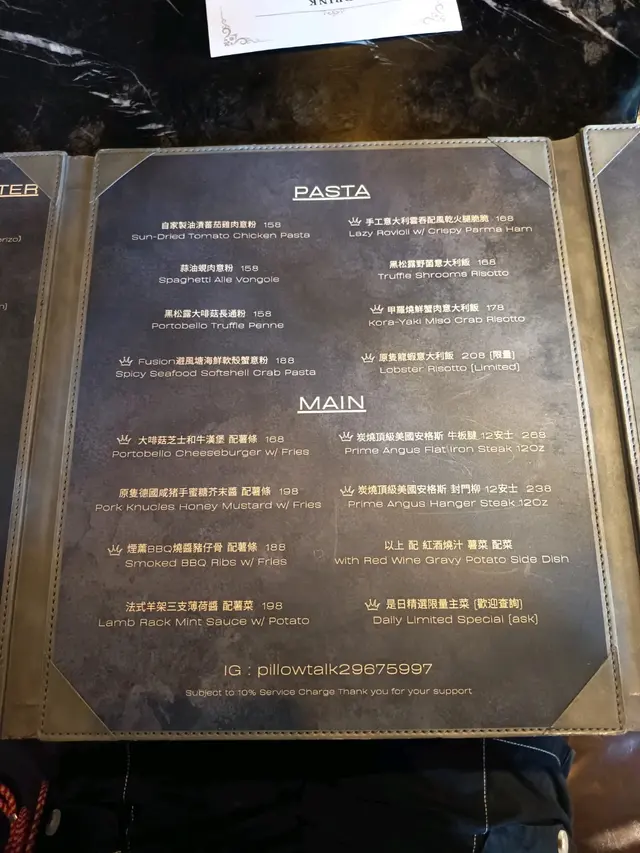 DRINK
TER
enzo)
n)
PASTA
自家製油漬蕃茄雞肉意粉 158
Sun-Dried Tomato Chicken Pasta
蒜油蜆肉意粉 158
Spaghetti Alle Vongole
黑松露大啡菇長通粉 158
Portobello Truffle Penne
Fusion避風塘海鮮軟殼蟹意粉 188
Spicy Seafood Softshell Crab Pasta
手工意大利雲吞配風乾火腿脆脆 168
Lazy Rovioli w/ Crispy Parma Ham
黑松露野菌意大利飯 168
Truffle Shrooms Risotto
甲羅燒鮮蟹肉意大利飯 178
Kora-Yaki Miso Crab Risotto
原隻龍蝦意大利飯 208 (限量)
Lobster Risotto (Limited)
MAIN
大啡菇芝士和牛漢堡 配薯條 168
Portobello Cheeseburger w/ Fries
原隻德國咸猪手蜜糖芥末醬 配薯條 198
Pork Knucles Honey Mustard w/ Fries
煙薰BBQ燒醬豬仔骨 配薯條 188
Smoked BBQ Ribs w/ Fries
法式羊架三支薄荷醬 配薯菜 198
Lamb Rack Mint Sauce w/ Potato
炭燒頂級美國安格斯 牛板腱 12安士 268
Prime Angus Flat Iron Steak 12Oz
炭燒頂級美國安格斯 封門柳 12安士 238
Prime Angus Hanger Steak 12Oz
以上 配 紅酒燒汁 薯菜 配菜
with Red Wine Gravy Potato Side Dish
是日精選限量主菜 (歡迎查詢)
Daily Limited Special (ask)
IG : pillowtalk29675997
Subject to 10% Service Charge Thank you for your support